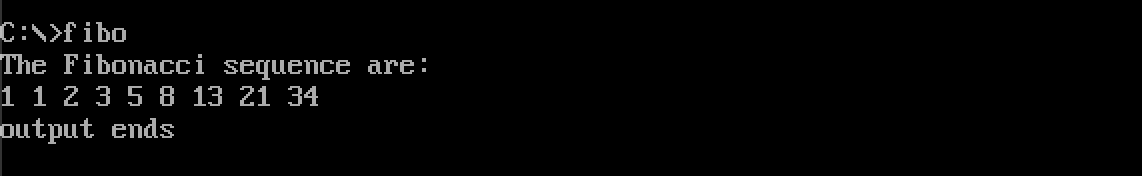 C:\>fibo
The Fibonacci sequence are:
1 1 2 3 5 8 13 21 34
output ends